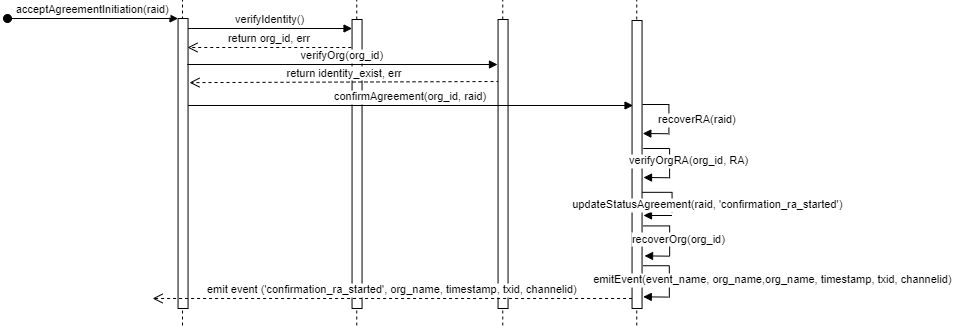 acceptAgreementInitiation(raid)
verifyIdentity()
return org_id, err
verifyOrg(org_id)
return identity_exist, err
confirmAgreement(org_id, raid)
recoverRA(raid)
verifyOrgRA(org_id, RA)
updateStatusAgreement(raid, 'confirmation_ra_started')
recoverOrg(org_id)
emitEvent(event_name, org_name,org_name, timestamp, txid, channelid)
emit event ('confirmation_ra_started', org_name, timestamp, txid, channelid)